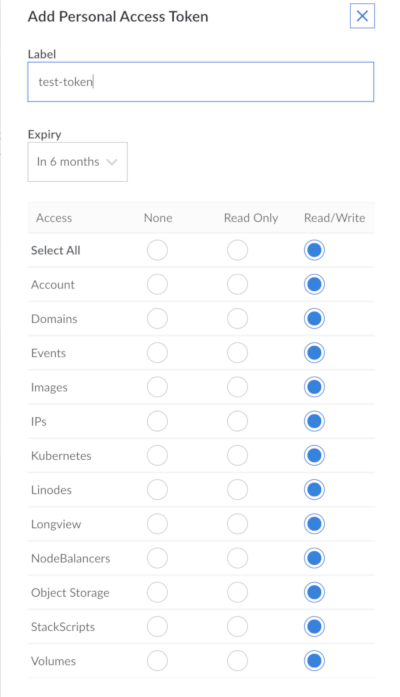 Add Personal Access Token
Label
test-token
Expiry
In 6 months
Access None Read Only Read/Write
Select All
Account
Domains
Events
Images
IPs
Kubernetes
Linodes
Longview
NodeBalancers
Object Storage
StackScripts
Volumes